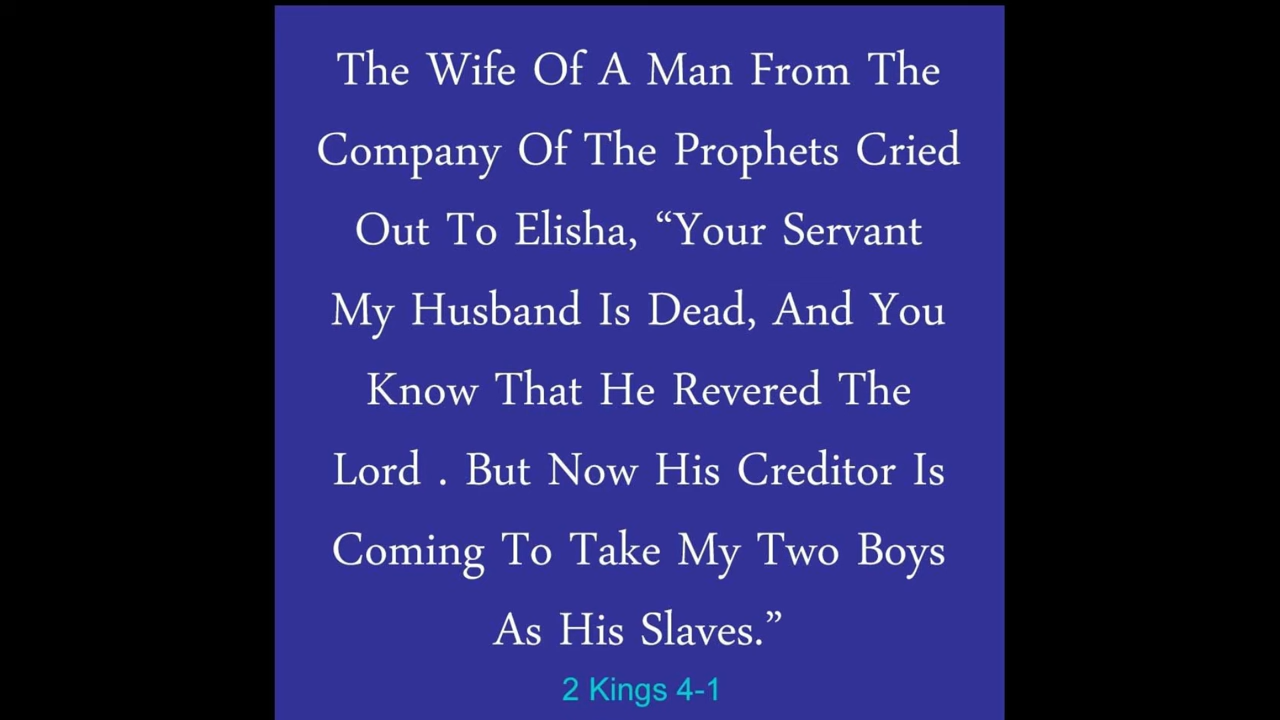 The Wife Of A Man From The
Company Of The Prophets Cried
Out To Elisha, “Your Servant
My Husband Is Dead, And You
Know That He Revered The
Lord . But Now His Creditor Is
Coming To Take My Two Boys
As His Slaves.”
2 Kings 4-1